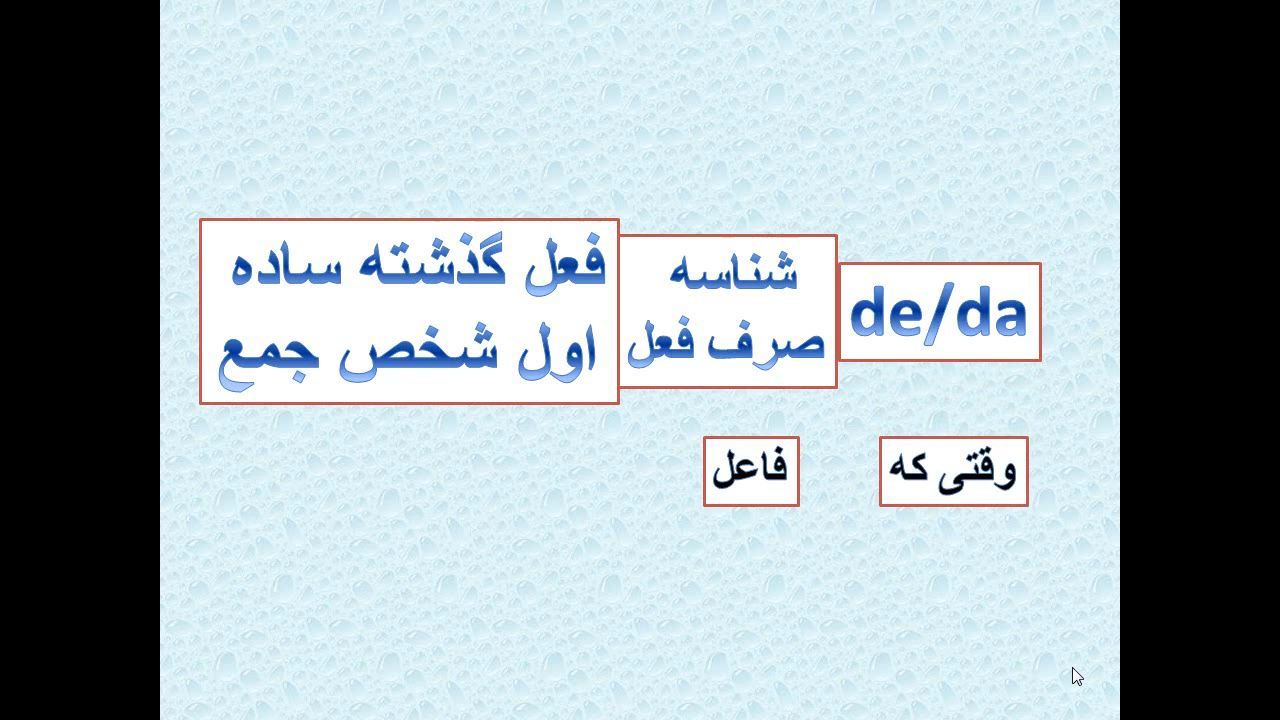 فعل گذشته ساده
اول شخص جمع
شناسه
صرف فعل
de/da
فاعل
وقتی که